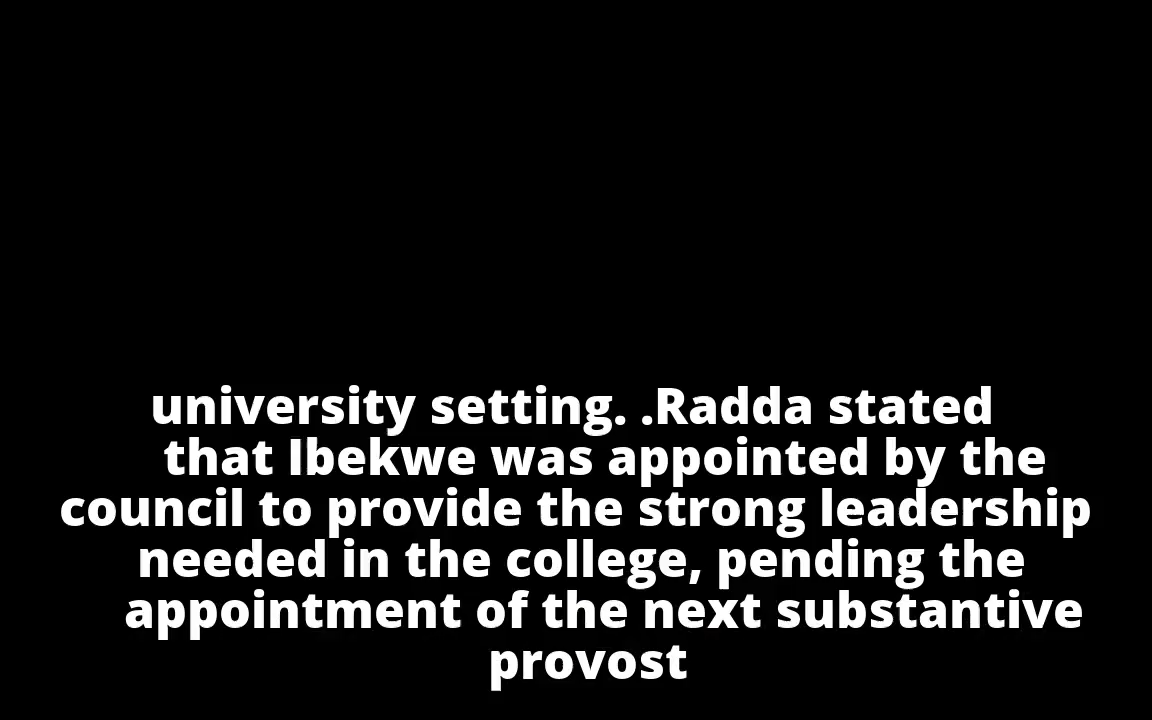 university setting. .Radda stated
that Ibekwe was appointed by the
council to provide the strong leadership
needed in the college, pending the
appointment of the next substantive
provost